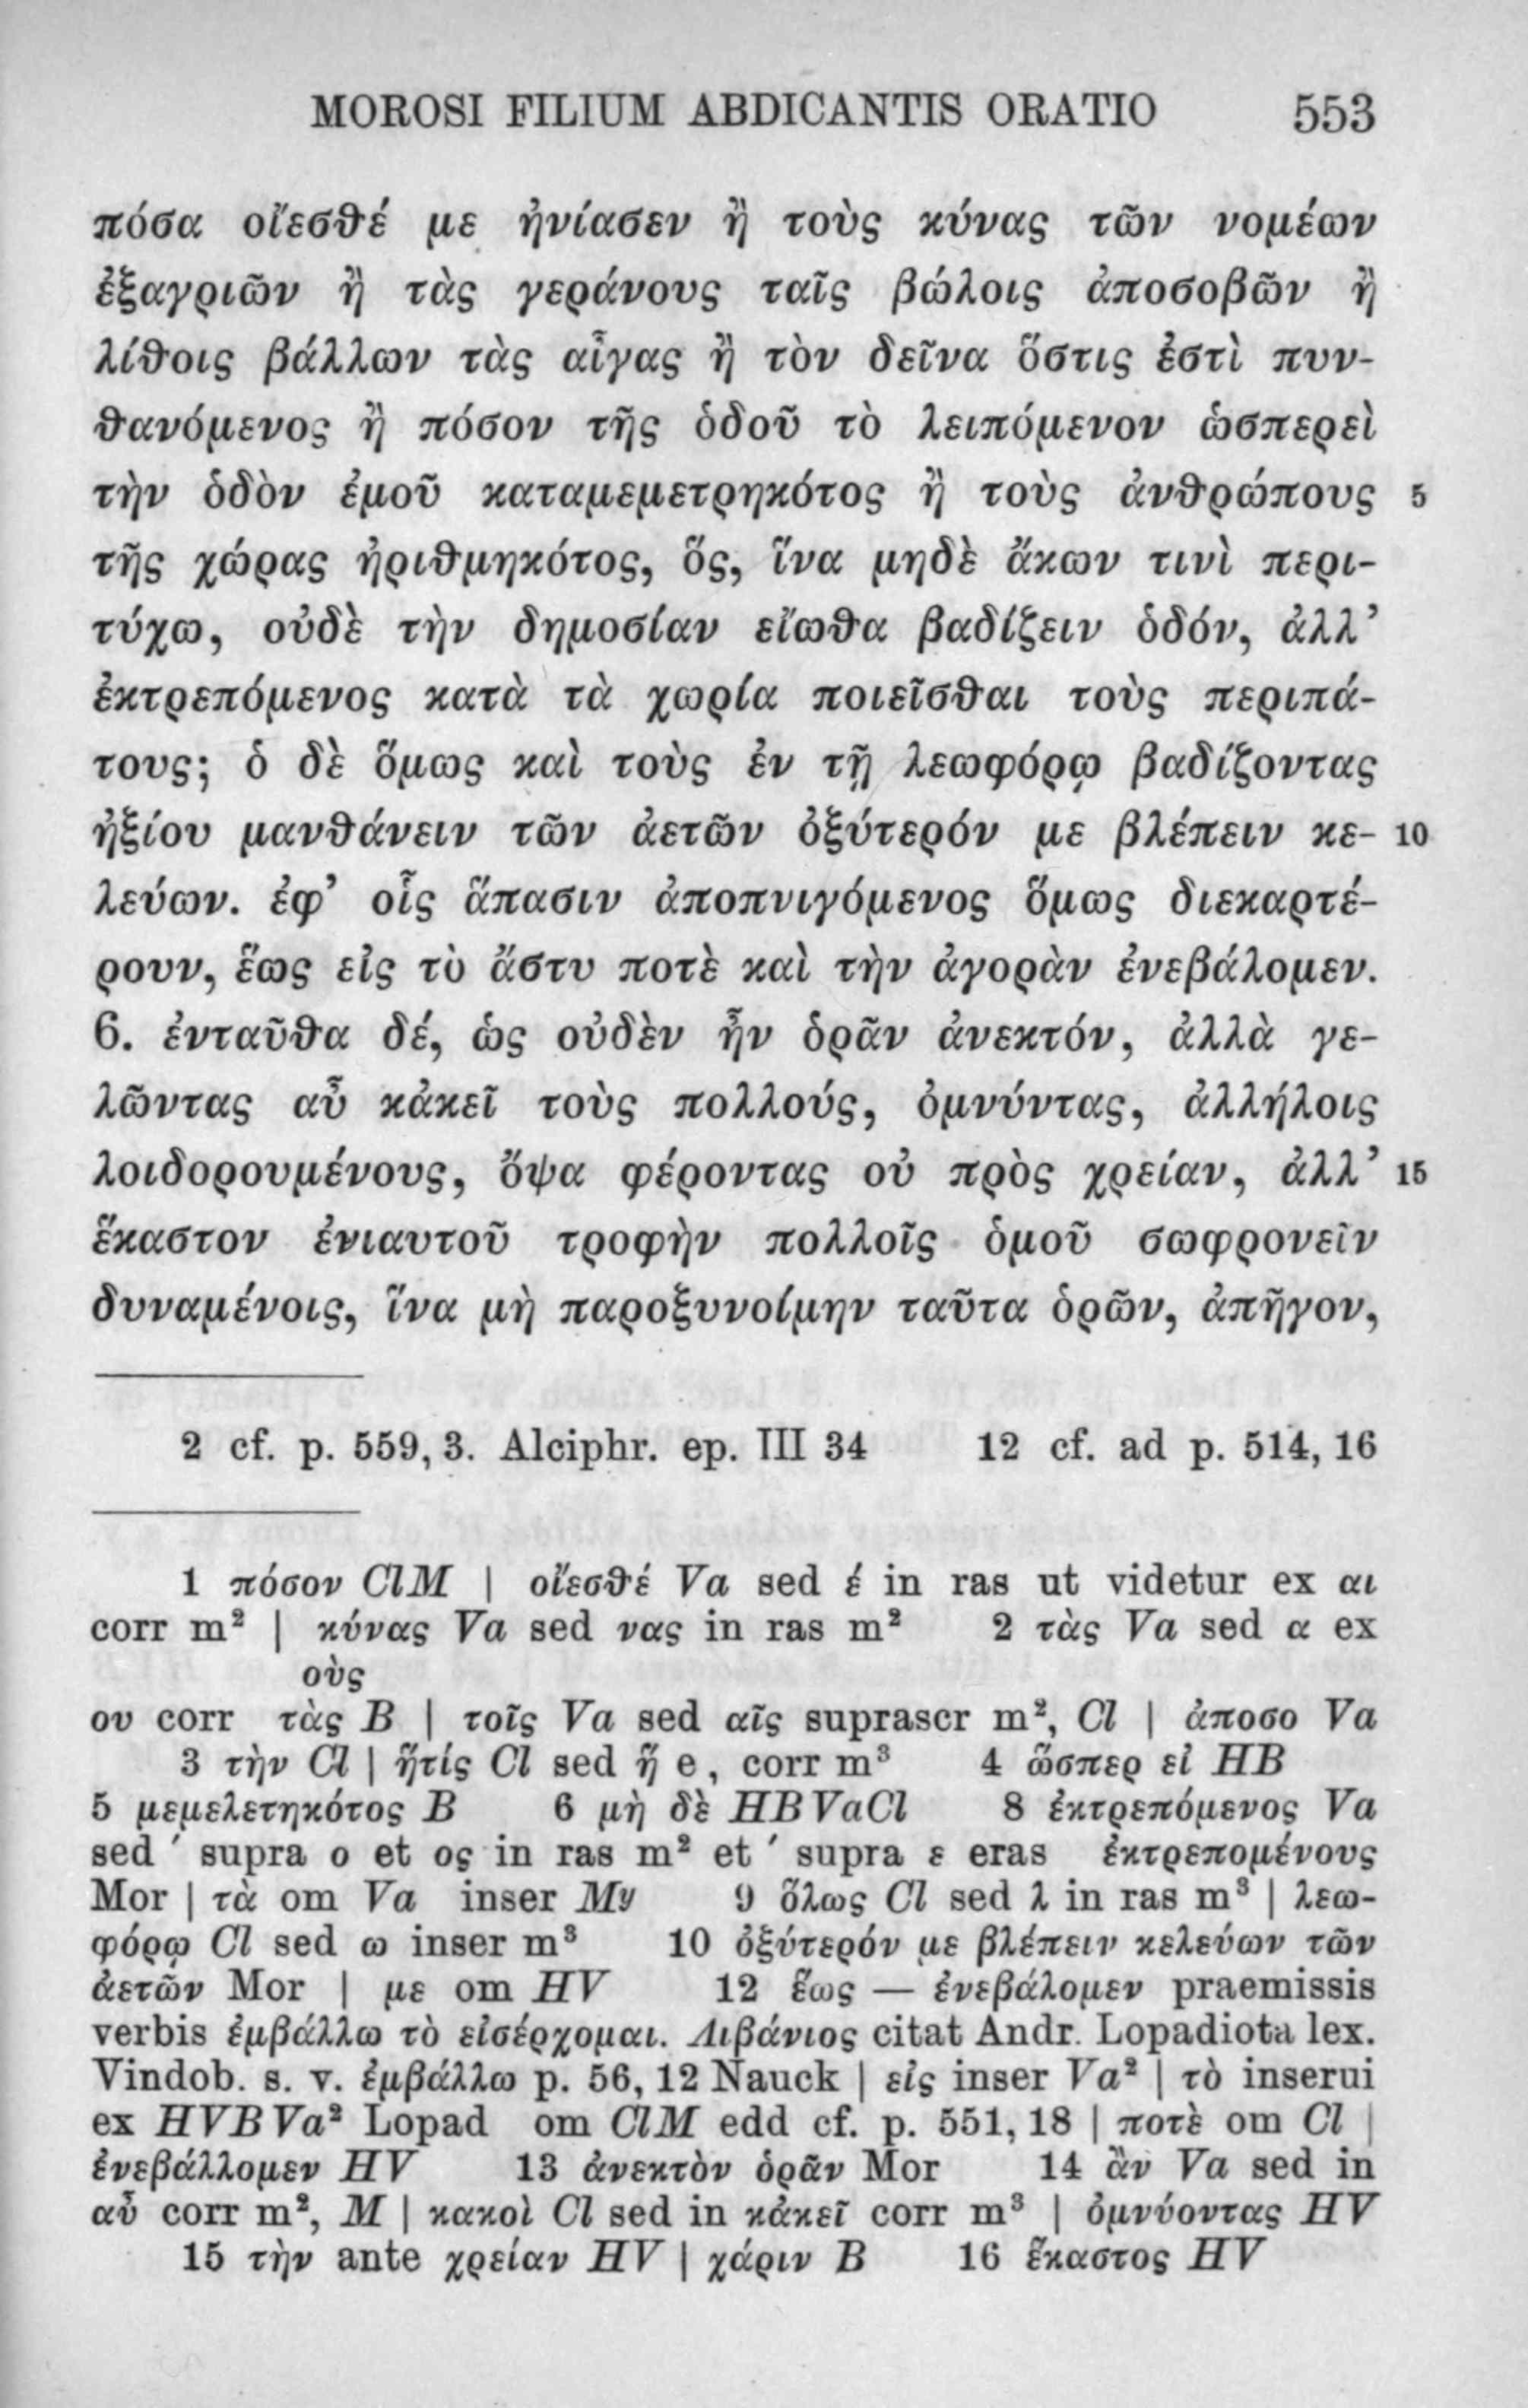 MOROSI FILIUM ABDICANTIS ORATIO 553
πόσα οἴεσθέ με ἠνίασεν ἢ τοὺς κύνας τῶν νομέων
ἐξαγριῶν ἢ τὰς γεράνους ταῖς βώλοις ἀποσοβῶν ἢ
λίθοις βάλλων τὰς αἶγας ἢ τὸν δεῖνα ὅστις ἐστὶ πυν-
θανόμενος ἢ πόσον τῆς ὁδοῦ τὸ λειπόμενον ὡσπερεὶ
τὴν ὁδὸν ἐμοῦ καταμεμετρηκότος ἢ τοὺς ἀνθρώπους 5
τῆς χώρας ἠριθμηκότος, ὅς, ἵνα μηδὲ ἄκων τινὶ περι-
τύχω, οὐδὲ τὴν δημοσίαν εἴωθα βαδίζειν ὁδόν, ἀλλ’
ἐκτρεπόμενος κατὰ τὰ χωρία ποιεῖσθαι τοὺς περιπά-
τους; ὁ δὲ ὅμως καὶ τοὺς ἐν τῇ λεωφόρῳ βαδίζοντας
ἠξίου μανθάνειν τῶν ἀετῶν ὀξύτερόν με βλέπειν κε- 10
λεύων. ἐφ’ οἷς ἅπασιν ἀποπνιγόμενος ὅμως διεκαρτέ-
ρουν, ἕως εἰς τὸ ἄστυ ποτὲ καὶ τὴν ἀγορὰν ἐνεβάλομεν.
6. ἐνταῦθα δέ, ὡς οὐδὲν ἦν ὁρᾶν ἀνεκτόν, ἀλλὰ γε-
λῶντας αὖ κἀκεῖ τοὺς πολλούς, ὀμνύντας, ἀλλήλοις
λοιδορουμένους, ὄψα φέροντας οὐ πρὸς χρείαν, ἀλλ’ 15
ἕκαστον ἐνιαυτοῦ τροφὴν πολλοῖς ὁμοῦ σωφρονεῖν
δυναμένοις, ἵνα μὴ παροξυνοίμην ταῦτα ὁρῶν, ἀπῆγον,
2 cf. p. 559, 3. Alciphr. ep. III 34 12 cf. ad p. 514, 16
1 πόσον ClM | οἴεσθέ Va sed έ in ras ut videtur ex αι
corr m² | κύνας Va sed νας in ras m² 2 τὰς Va sed α ex
οὺς
ου corr τὰς B | τοῖς Va sed αῖς suprascr m², Cl | ἀποσο Va
3 τὴν Cl | ἥτίς Cl sed ἥ e, corr m³ 4 ὥσπερ εἰ HB
5 μεμελετηκότος B 6 μὴ δὲ HBVaCl 8 ἐκτρεπόμενος Va
sed ´ supra ο et ος in ras m² et ´ supra ε eras ἐκτρεπομένους
Mor | τὰ om Va inser My 9 ὅλως Cl sed λ in ras m³ | λεω-
φόρῳ Cl sed ω inser m³ 10 ὀξύτερόν με βλέπειν κελεύων τῶν
ἀετῶν Mor | με om HV 12 ἕως — ἐνεβάλομεν praemissis
verbis ἐμβάλλω τὸ εἰσέρχομαι. Λιβάνιος citat Andr. Lopadiota lex.
Vindob. s. v. ἐμβάλλω p. 56, 12 Nauck | εἰς inser Va² | τὸ inserui
ex HVBVa² Lopad om ClM edd cf. p. 551, 18 | ποτὲ om Cl |
ἐνεβάλλομεν HV 13 ἀνεκτὸν ὁρᾶν Mor 14 ἂν Va sed in
αὖ corr m², M | κακοὶ Cl sed in κἀκεῖ corr m³ | ὀμνύοντας HV
15 τὴν ante χρείαν HV | χάριν B 16 ἕκαστος HV